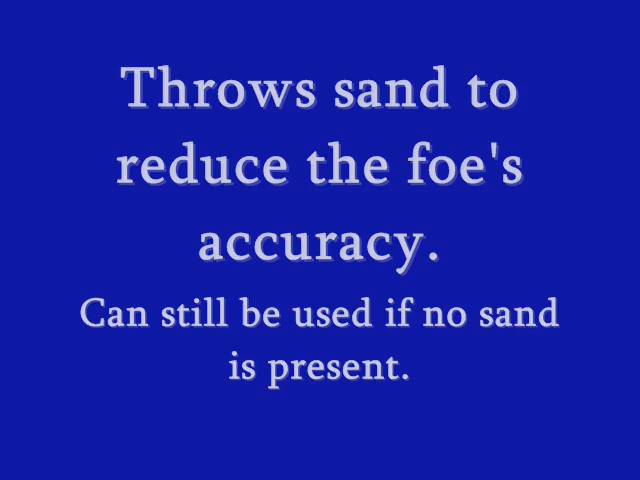 Throws sand to
reduce the foe's
accuracy.
Can still be used if no sand
is present.